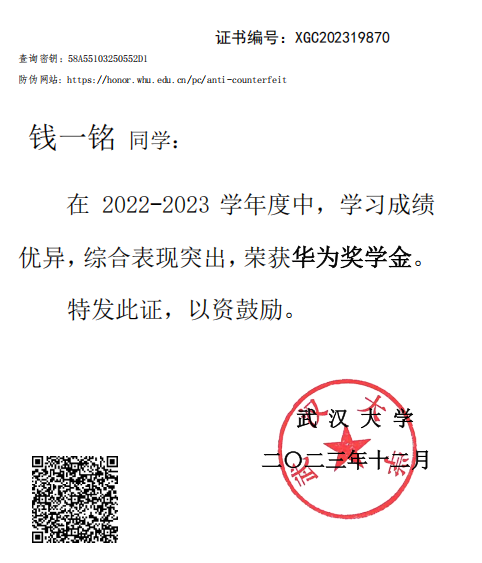 证书编号：XGC202319870
查询密钥：58A55103250552D1
防伪网站：https://honor.whu.edu.cn/pc/anti-counterfeit
钱一铭 同学：
在 2022-2023 学年度中，学习成绩
优异，综合表现突出，荣获华为奖学金。
特发此证，以资鼓励。
武汉大学
武 汉 大 学
二〇二三年十二月